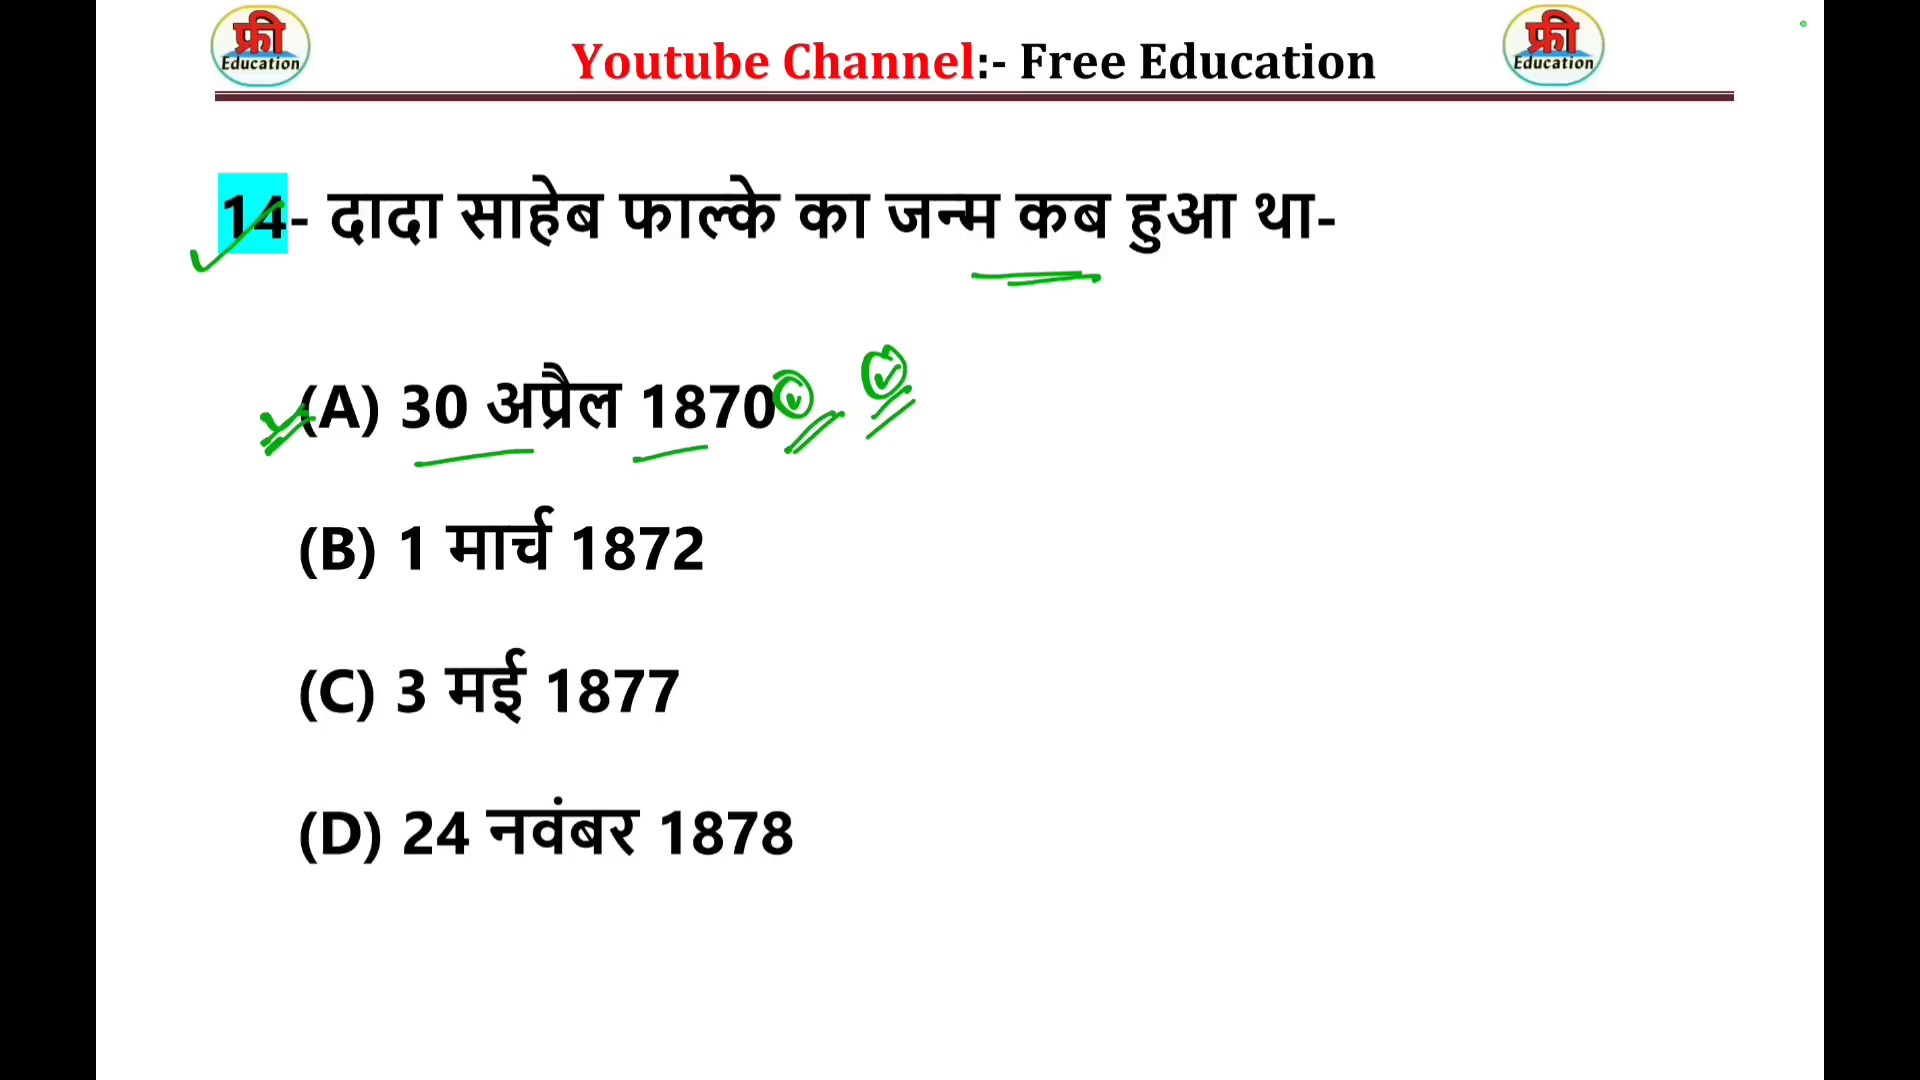 फ्री
Education
Youtube Channel:- Free Education
फ्री
Education
14- दादा साहेब फाल्के का जन्म कब हुआ था-
(A) 30 अप्रैल 1870
(B) 1 मार्च 1872
(C) 3 मई 1877
(D) 24 नवंबर 1878